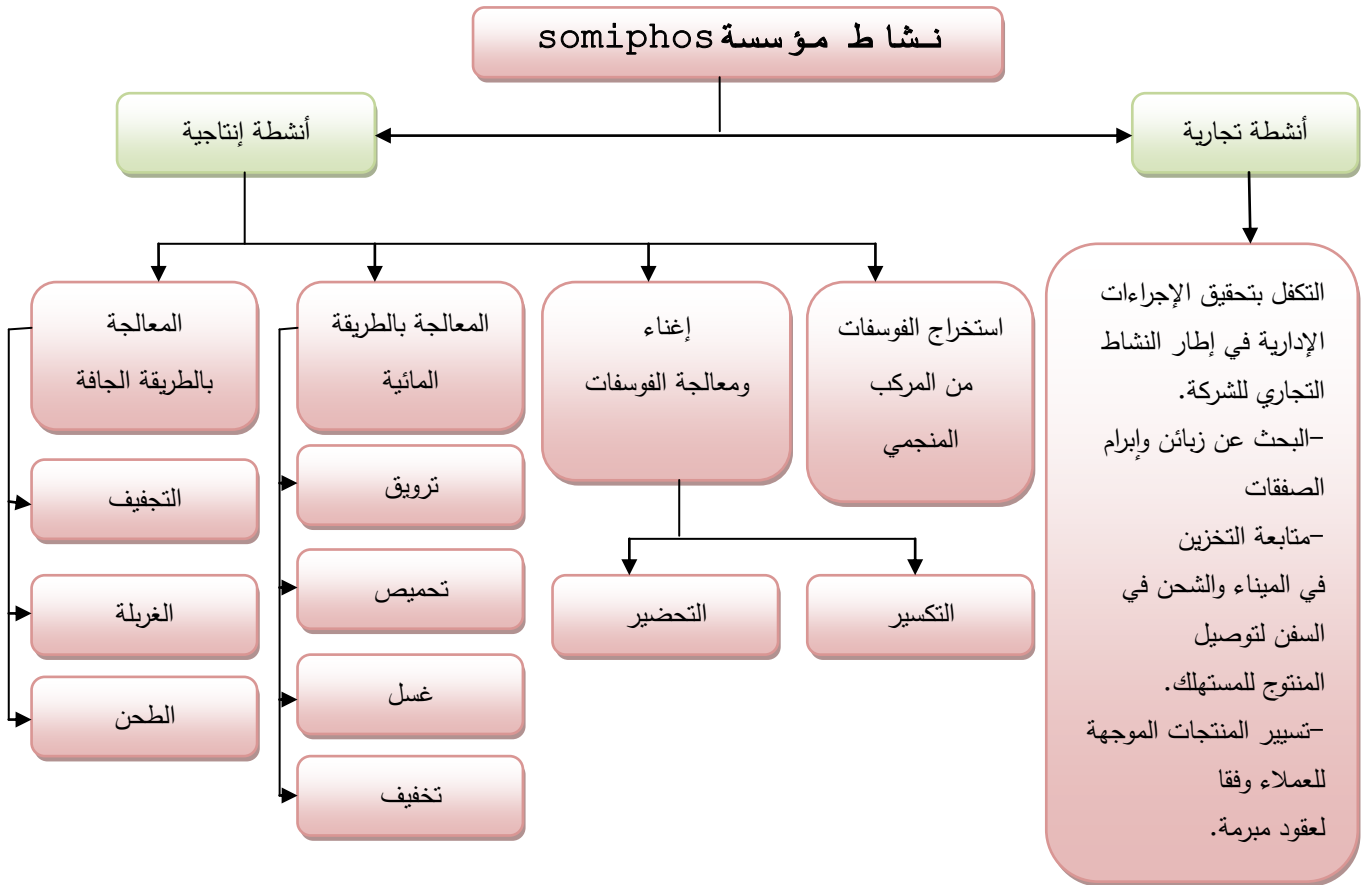 نشاط مؤسسة somiphos
أنشطة تجارية
أنشطة إنتاجية
التكفل بتحقيق الإجراءات
الإدارية في إطار النشاط
التجاري للشركة.
-البحث عن زبائن وإبرام
الصفقات
-متابعة التخزين
في الميناء والشحن في
السفن لتوصيل
المنتوج للمستهلك.
-تسيير المنتجات الموجهة
للعملاء وفقا
لعقود مبرمة.
استخراج الفوسفات
من المركب
المنجمي
إغناء
ومعالجة الفوسفات
التكسير
التحضير
المعالجة بالطريقة
المائية
ترويق
تحميص
غسل
تخفيف
المعالجة
بالطريقة الجافة
التجفيف
الغربلة
الطحن